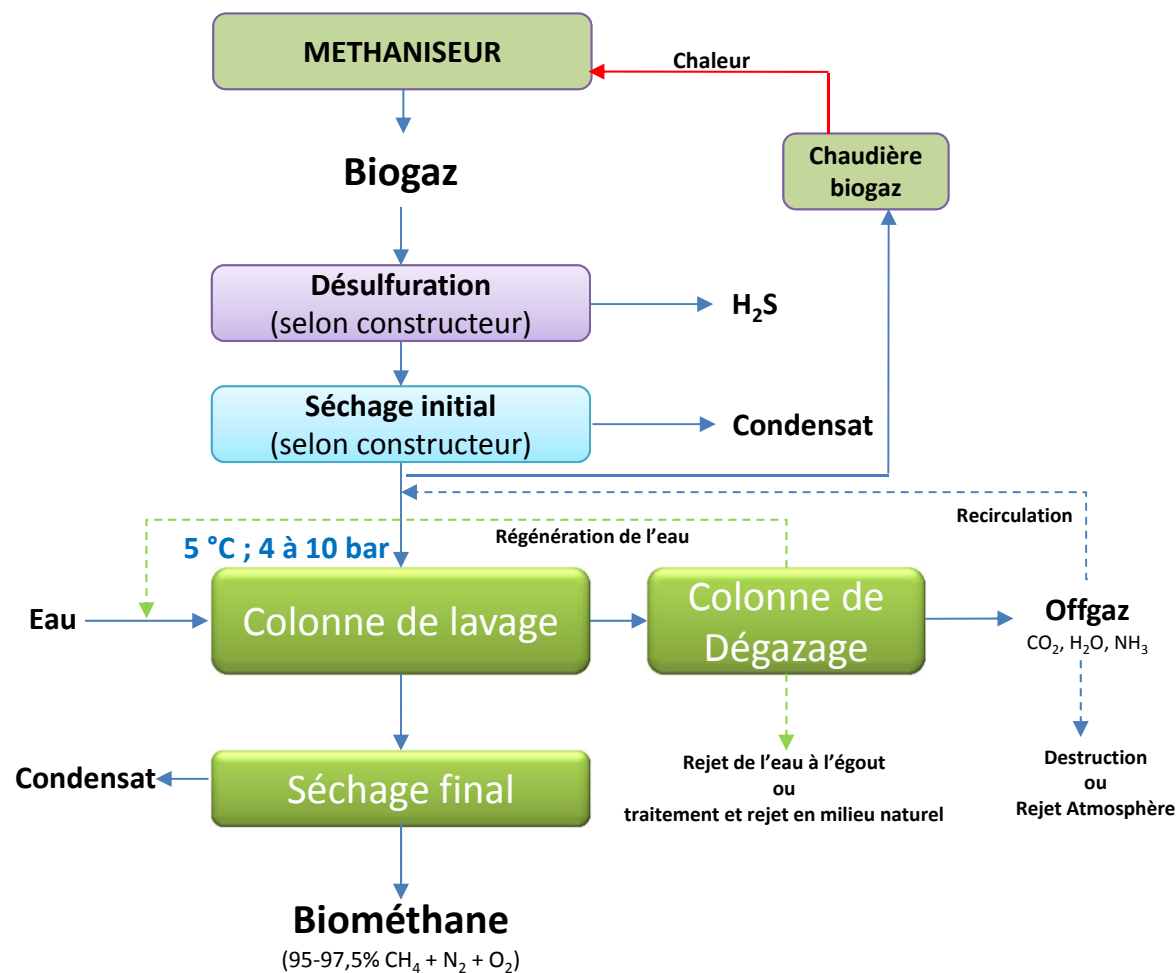 METHANISEUR
Chaleur
Chaudière
biogaz
Biogaz
Désulfuration
(selon constructeur)
H₂S
Séchage initial
(selon constructeur)
Condensat
Recirculation
Régénération de l'eau
5 °C ; 4 à 10 bar
Eau
Colonne de lavage
Colonne de
Dégazage
Offgaz
CO₂, H₂O, NH₃
Condensat
Séchage final
Rejet de l'eau à l'égout
ou
traitement et rejet en milieu naturel
Destruction
ou
Rejet Atmosphère
Biométhane
(95-97,5% CH₄ + N₂ + O₂)